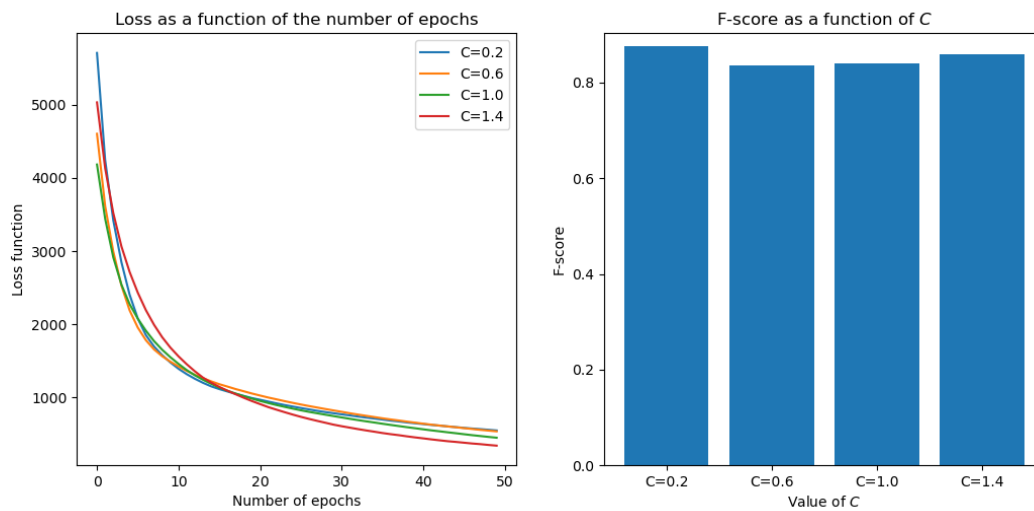 Loss as a function of the number of epochs
C=0.2
C=0.6
C=1.0
C=1.4
5000
4000
3000
2000
1000
Loss function
0
10
20
30
40
50
Number of epochs
F-score as a function of C
0.8
0.6
0.4
0.2
0.0
F-score
C=0.2
C=0.6
C=1.0
C=1.4
Value of C